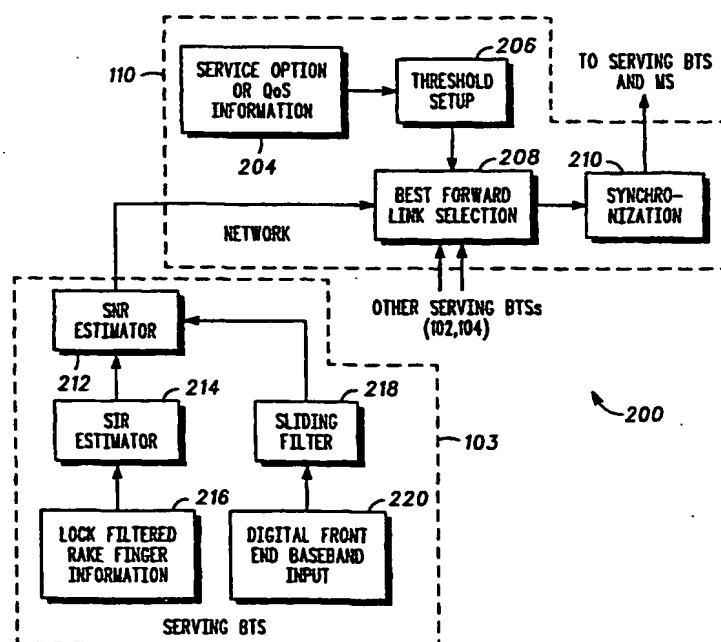 110
SERVICE OPTION
OR QoS
INFORMATION
204
206
THRESHOLD
SETUP
TO SERVING BTS
AND MS
208
BEST FORWARD
LINK SELECTION
210
SYNCHRO-
NIZATION
NETWORK
OTHER SERVING BTSs
(102,104)
SNR
ESTIMATOR
212
214
SIR
ESTIMATOR
218
SLIDING
FILTER
103
200
216
LOCK FILTERED
RAKE FINGER
INFORMATION
220
DIGITAL FRONT
END BASEBAND
INPUT
SERVING BTS